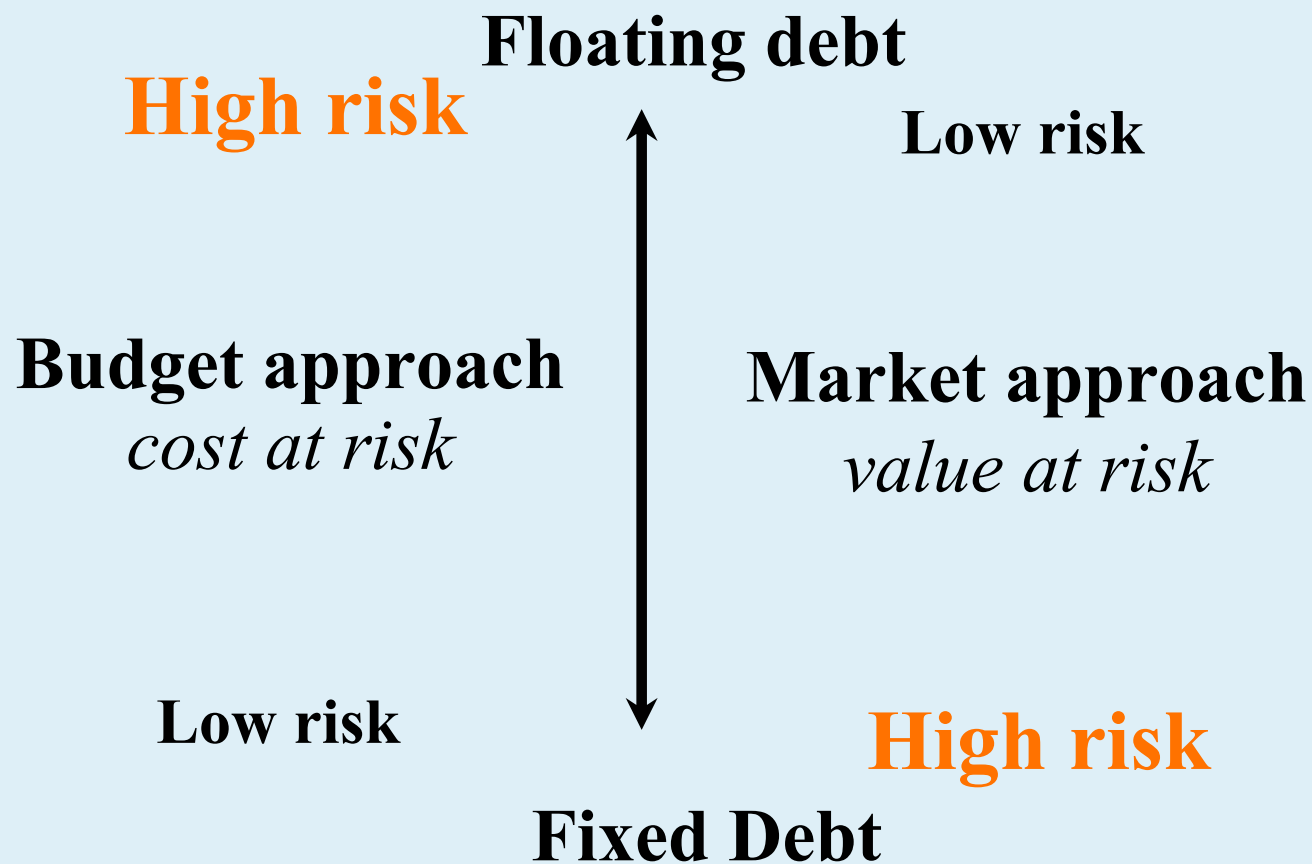 Floating debt
High risk
Low risk
Budget approach
cost at risk
Market approach
value at risk
Low risk
High risk
Fixed Debt